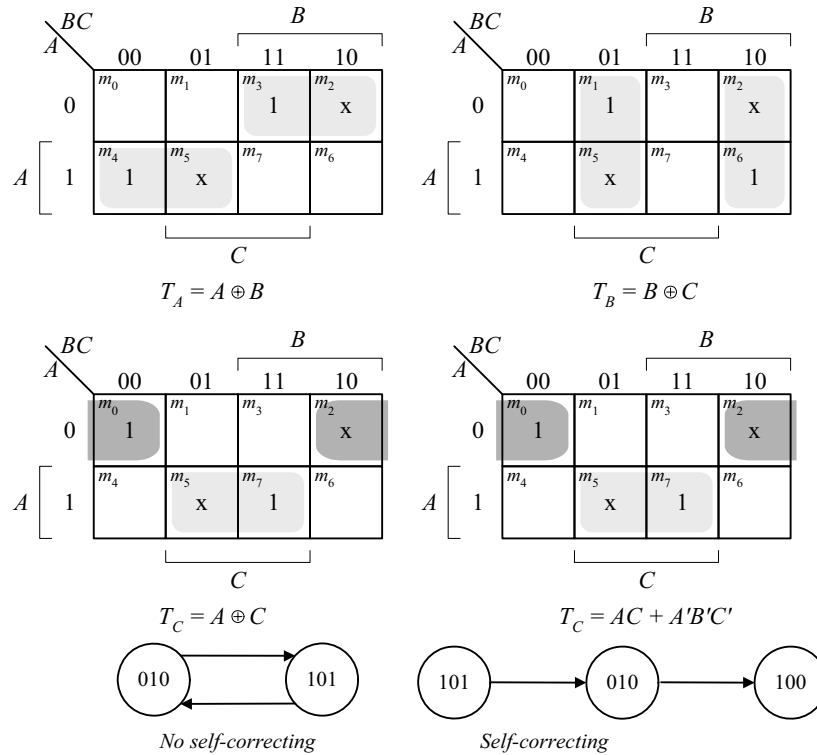 BC B BC B
A 00 01 11 10 A 00 01 11 10
m0 m1 m3 m2 m0 m1 m3 m2
0 1 x 0 1 x
m4 m5 m7 m6 m4 m5 m7 m6
A 1 1 x A 1 x 1
C C
T_A = A ⊕ B T_B = B ⊕ C
BC B BC B
A 00 01 11 10 A 00 01 11 10
m0 m1 m3 m2 m0 m1 m3 m2
0 1 x 0 1 x
m4 m5 m7 m6 m4 m5 m7 m6
A 1 x 1 A 1 x 1
C C
T_C = A ⊕ C T_C = AC + A'B'C'
010 101 101 010 100
No self-correcting Self-correcting